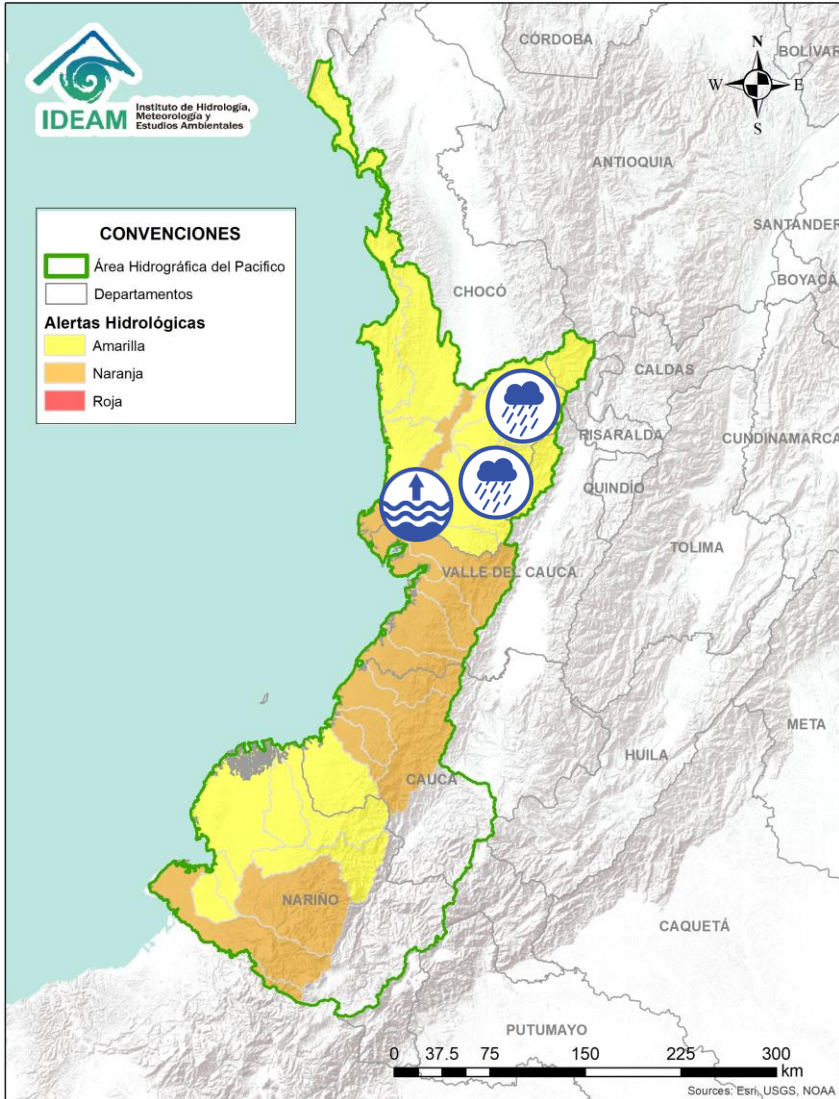 IDEAM
Instituto de Hidrología,
Meteorología y
Estudios Ambientales
CÓRDOBA
BOLÍVAR
N
W
E
S
ANTIOQUIA
SANTANDER
BOYACÁ
CONVENCIONES
Área Hidrográfica del Pacifico
Departamentos
Alertas Hidrológicas
Amarilla
Naranja
Roja
CHOCÓ
CALDAS
RISARALDA
CUNDINAMARCA
QUINDÍO
TOLIMA
VALLE DEL CAUCA
META
HUILA
CAUCA
NARIÑO
CAQUETÁ
PUTUMAYO
0 37.5 75 150 225 300
km
Sources: Esri, USGS, NOAA